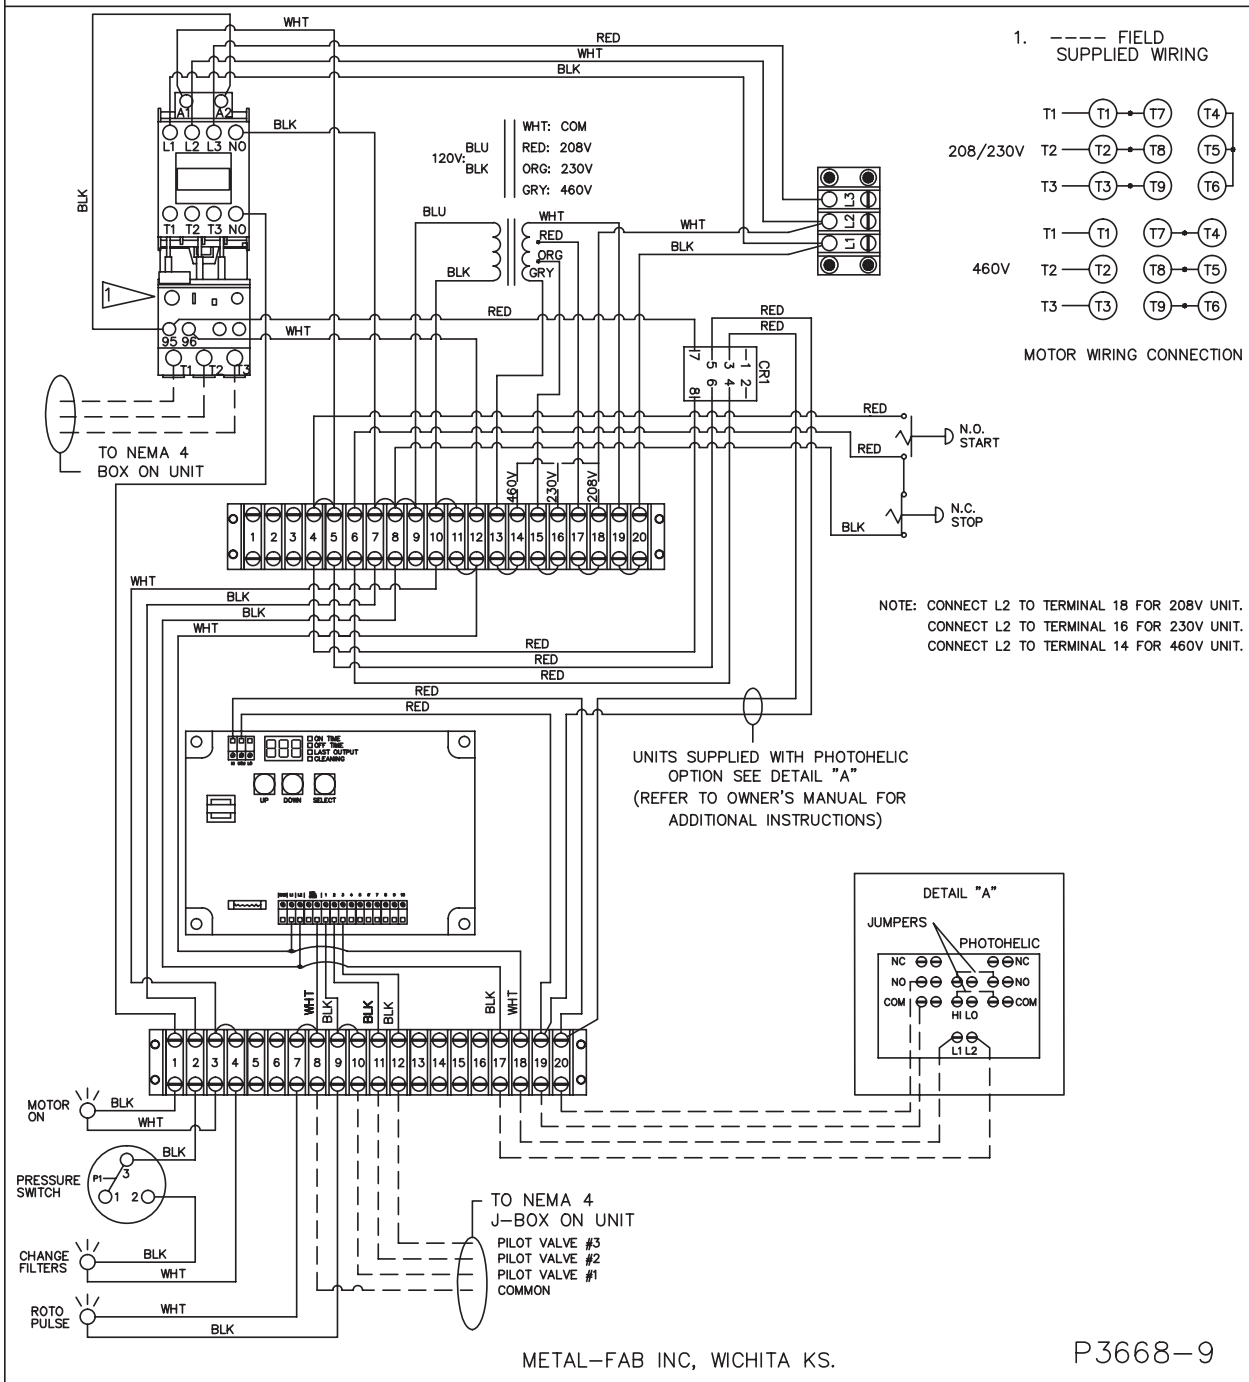 1. ---- FIELD
SUPPLIED WIRING
WHT
RED
WHT
BLK
A1 A2
L1 L2 L3 NO
BLK
BLK
T1 T2 T3 NO
1
95 96
T1 T2 T3
RED
WHT
TO NEMA 4
BOX ON UNIT
120V: BLU
BLK
WHT: COM
RED: 208V
ORG: 230V
GRY: 460V
BLU
BLK
WHT
RED
ORG
GRY
WHT
BLK
L3
L2
L1
208/230V
T1 T1 T7 T4
T2 T2 T8 T5
T3 T3 T9 T6
460V
T1 T1 T7 T4
T2 T2 T8 T5
T3 T3 T9 T6
MOTOR WIRING CONNECTION
RED
RED
7 5 3 1
8 6 4 2
CR1
RED
RED
BLK
N.O.
START
N.C.
STOP
460V
230V
208V
1 2 3 4 5 6 7 8 9 10 11 12 13 14 15 16 17 18 19 20
WHT
BLK
BLK
WHT
RED
RED
RED
RED
RED
NOTE: CONNECT L2 TO TERMINAL 18 FOR 208V UNIT.
CONNECT L2 TO TERMINAL 16 FOR 230V UNIT.
CONNECT L2 TO TERMINAL 14 FOR 460V UNIT.
ON TIME
OFF TIME
LAST OUTPUT
CLEANING
UP DOWN SELECT
UNITS SUPPLIED WITH PHOTOHELIC
OPTION SEE DETAIL "A"
(REFER TO OWNER'S MANUAL FOR
ADDITIONAL INSTRUCTIONS)
DETAIL "A"
JUMPERS
PHOTOHELIC
NC NC
NO NO
COM COM
HI LO
L1 L2
WHT
BLK
BLK
BLK
BLK
WHT
1 2 3 4 5 6 7 8 9 10 11 12 13 14 15 16 17 18 19 20
MOTOR
ON
BLK
WHT
PRESSURE
SWITCH
P1
3
1 2
BLK
CHANGE
FILTERS
BLK
WHT
ROTO
PULSE
WHT
BLK
TO NEMA 4
J-BOX ON UNIT
PILOT VALVE #3
PILOT VALVE #2
PILOT VALVE #1
COMMON
METAL-FAB INC, WICHITA KS.
P3668-9